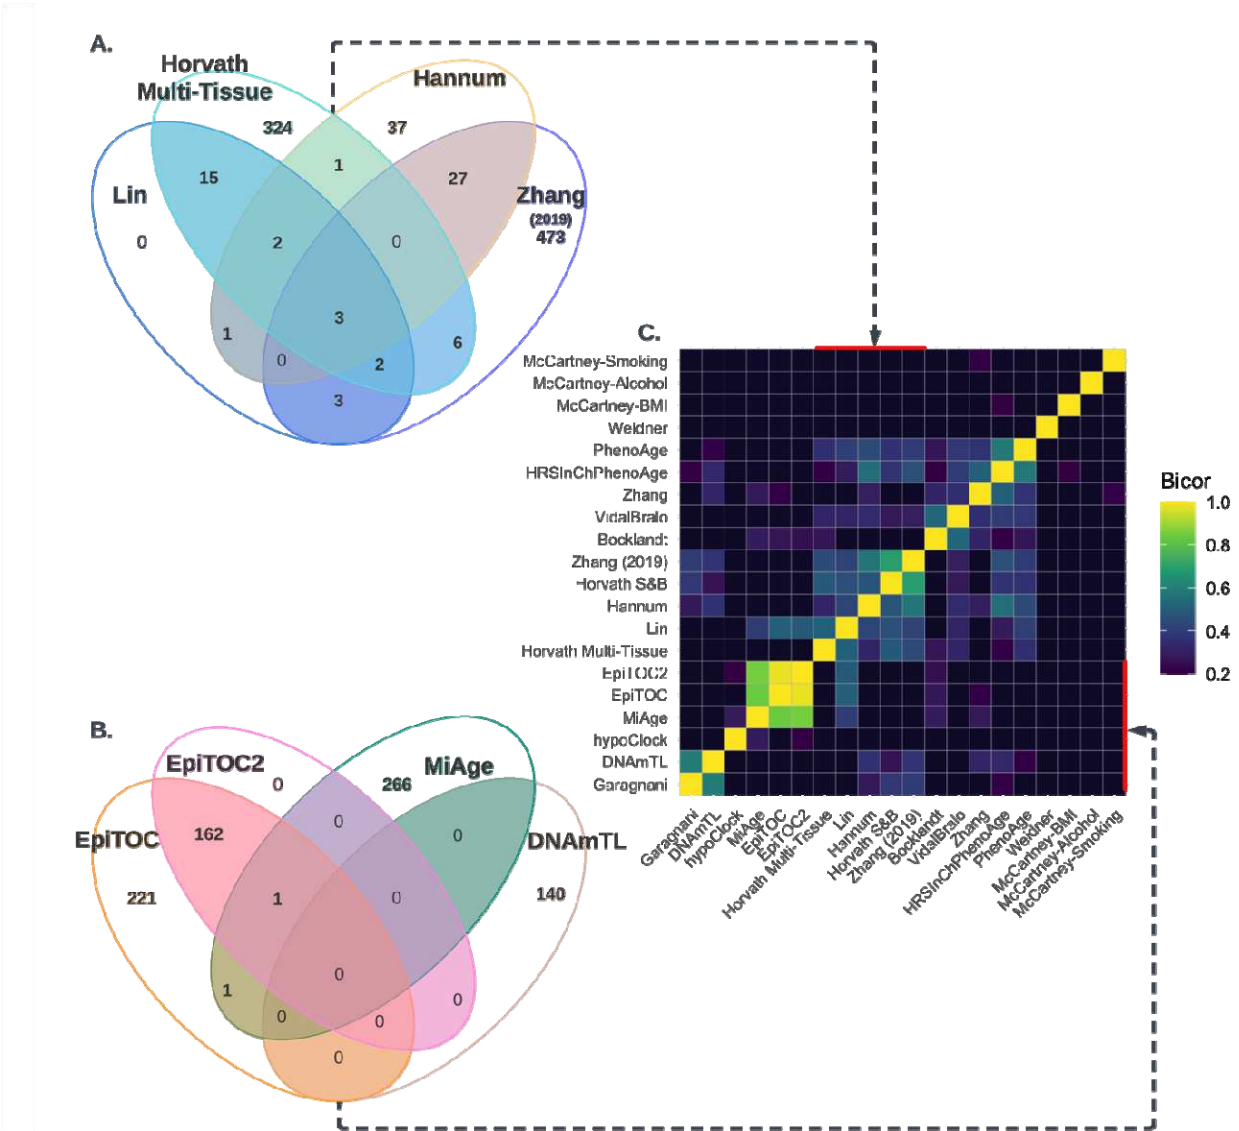 A.
Horvath
Multi-Tissue
Hannum
324
37
1
15
27
Lin
Zhang
(2019)
473
0
2
0
3
1
0
2
6
3
B.
EpiTOC2
0
MiAge
266
EpiTOC
162
0
0
DNAmTL
221
1
0
140
0
1
0
0
0
0
C.
McCartney-Smoking
McCartney-Alcohol
McCartney-BMI
Weidner
PhenoAge
HRSInChPhenoAge
Zhang
VidalBralo
Bocklandt
Zhang (2019)
Horvath S&B
Hannum
Lin
Horvath Multi-Tissue
EpiTOC2
EpiTOC
MiAge
hypoClock
DNAmTL
Garagnani
Garagnani
DNAmTL
hypoClock
MiAge
EpiTOC
EpiTOC2
Horvath Multi-Tissue
Lin
Hannum
Horvath S&B
Zhang (2019)
Bocklandt
VidalBralo
Zhang
HRSInChPhenoAge
PhenoAge
Weidner
McCartney-BMI
McCartney-Alcohol
McCartney-Smoking
Bicor
1.0
0.8
0.6
0.4
0.2